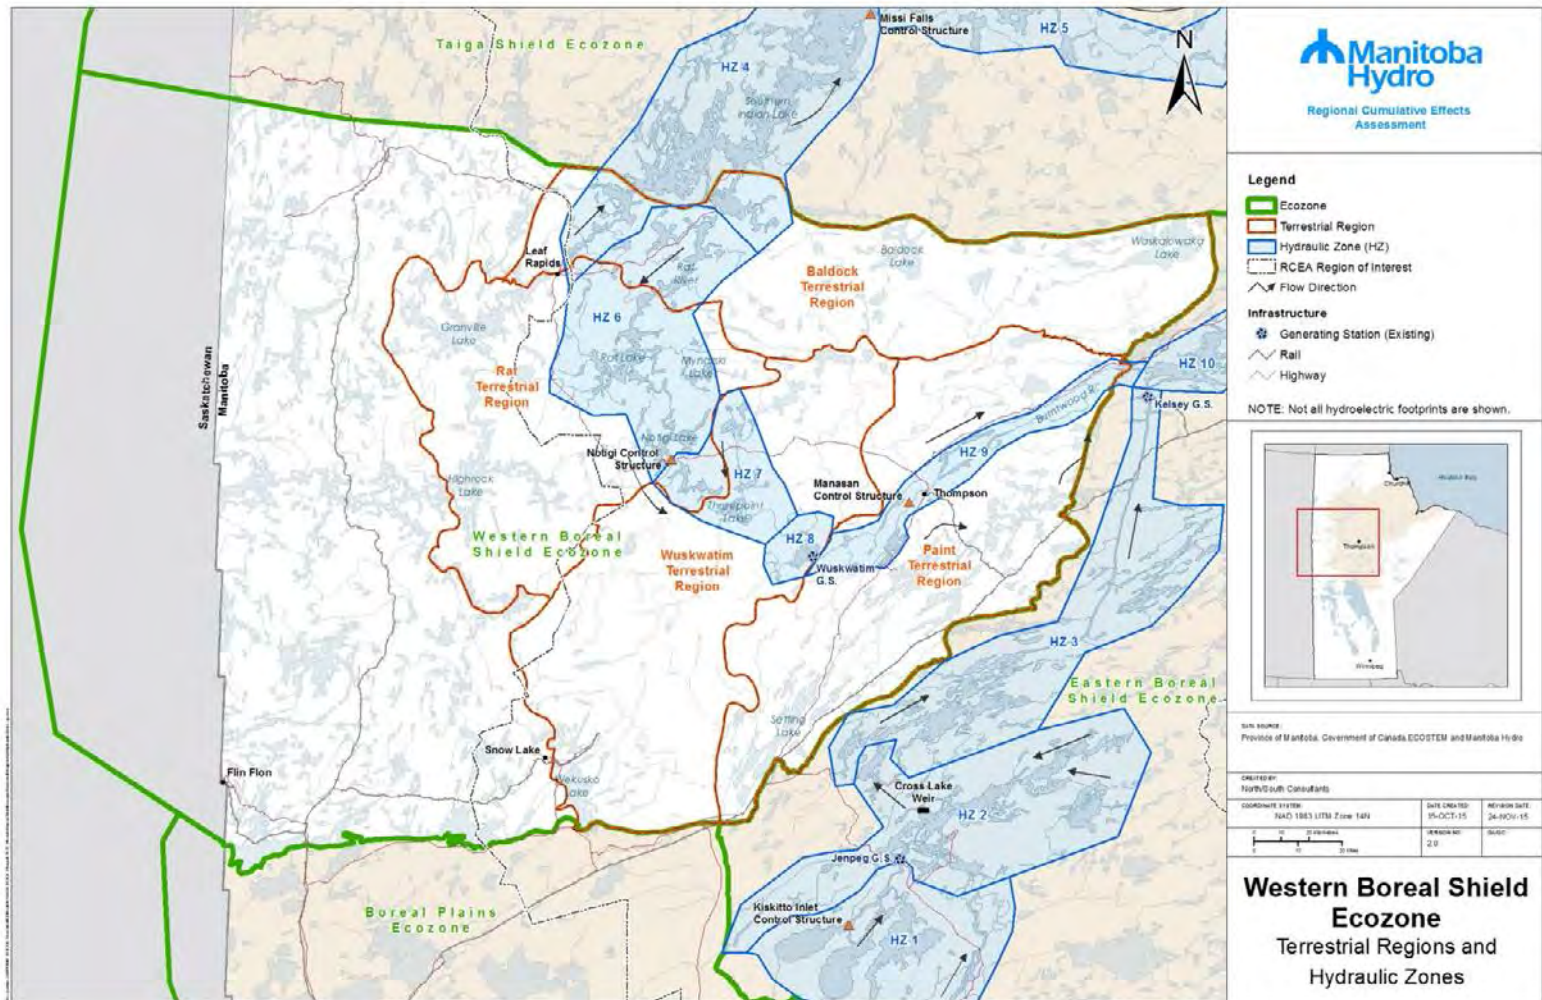 Taiga Shield Ecozone
HZ 4
Missi Falls
Control Structure
HZ 5
N
Southern
Indian Lake
Leaf
Rapids
Rat
River
Baldock
Terrestrial
Region
Baldock
Lake
Waskaiowaka
Lake
Granville
Lake
HZ 6
Rat Lake
Mynarski
Lake
HZ 10
Saskatchewan
Manitoba
Rat
Terrestrial
Region
Burntwood R.
Kelsey G.S.
Notigi Lake
Notigi Control
Structure
HZ 7
HZ 9
Highrock
Lake
Manasan
Control Structure
Thompson
Threepoint
Lake
Western Boreal
Shield Ecozone
HZ 8
Wuskwatim
G.S.
Wuskwatim
Terrestrial
Region
Paint
Terrestrial
Region
HZ 3
Eastern Boreal
Shield Ecozone
Setting
Lake
Snow Lake
Wekusko
Lake
Flin Flon
Cross Lake
Weir
HZ 2
Jenpeg G.S.
Boreal Plains
Ecozone
Kiskitto Inlet
Control Structure
HZ 1
Manitoba
Hydro
Regional Cumulative Effects
Assessment
Legend
Ecozone
Terrestrial Region
Hydraulic Zone (HZ)
RCEA Region of Interest
Flow Direction
Infrastructure
Generating Station (Existing)
Rail
Highway
NOTE: Not all hydroelectric footprints are shown.
Churchill
Hudson Bay
Thompson
Winnipeg
DATA SOURCE:
Province of Manitoba, Government of Canada, ECOSTEM and Manitoba Hydro
CREATED BY:
North/South Consultants
COORDINATE SYSTEM:
NAD 1983 UTM Zone 14N
DATE CREATED:
15-OCT-15
REVISION DATE:
24-NOV-15
VERSION NO:
2.0
Western Boreal Shield
Ecozone
Terrestrial Regions and
Hydraulic Zones